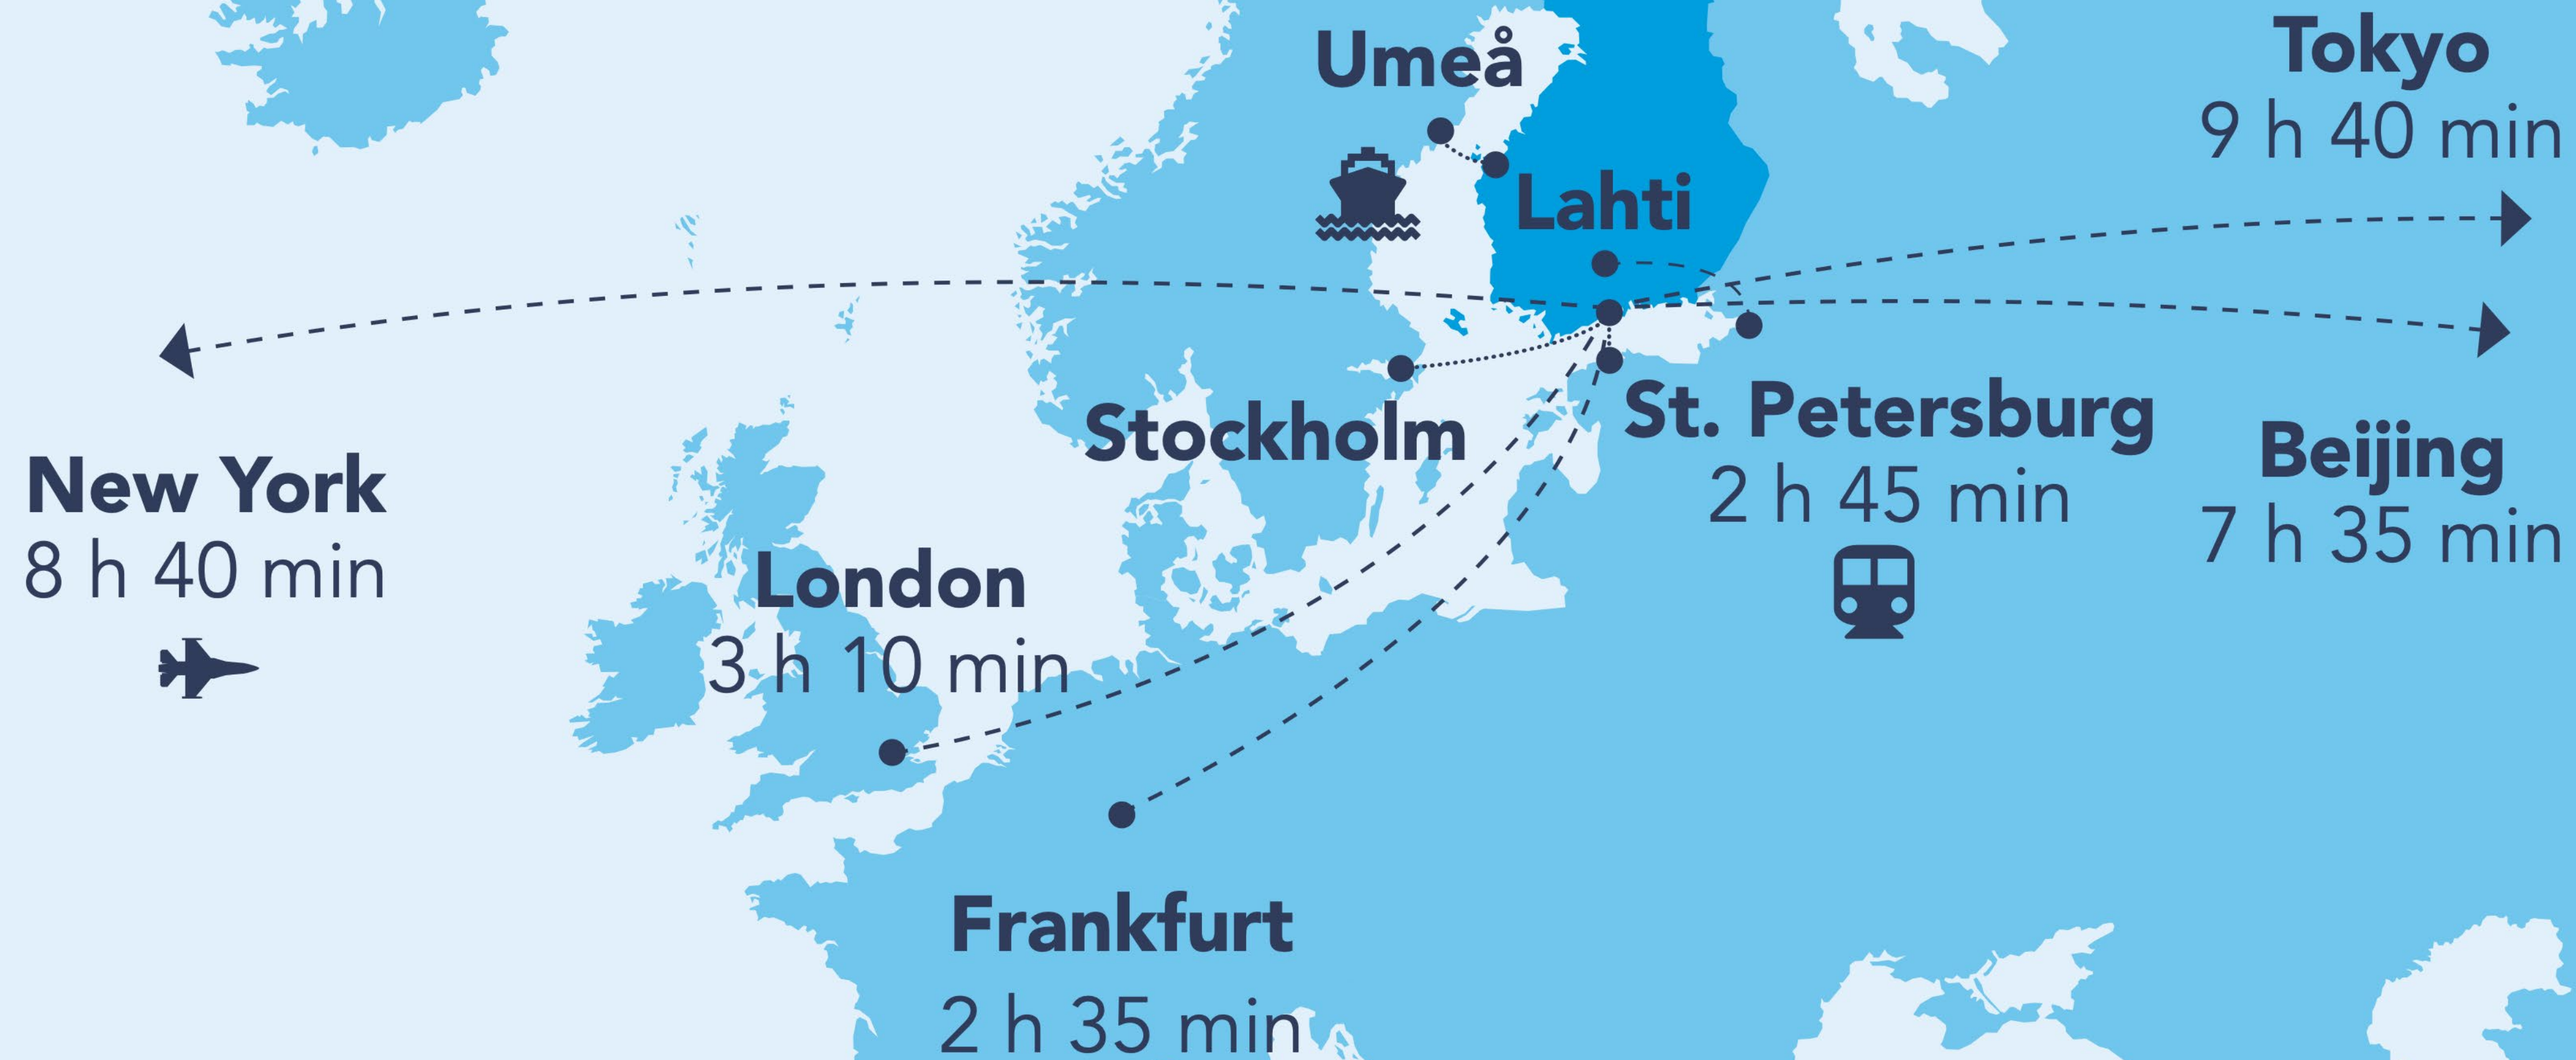 Umeå
Tokyo
9 h 40 min
Lahti
Stockholm
St. Petersburg
2 h 45 min
Beijing
7 h 35 min
New York
8 h 40 min
London
3 h 10 min
Frankfurt
2 h 35 min